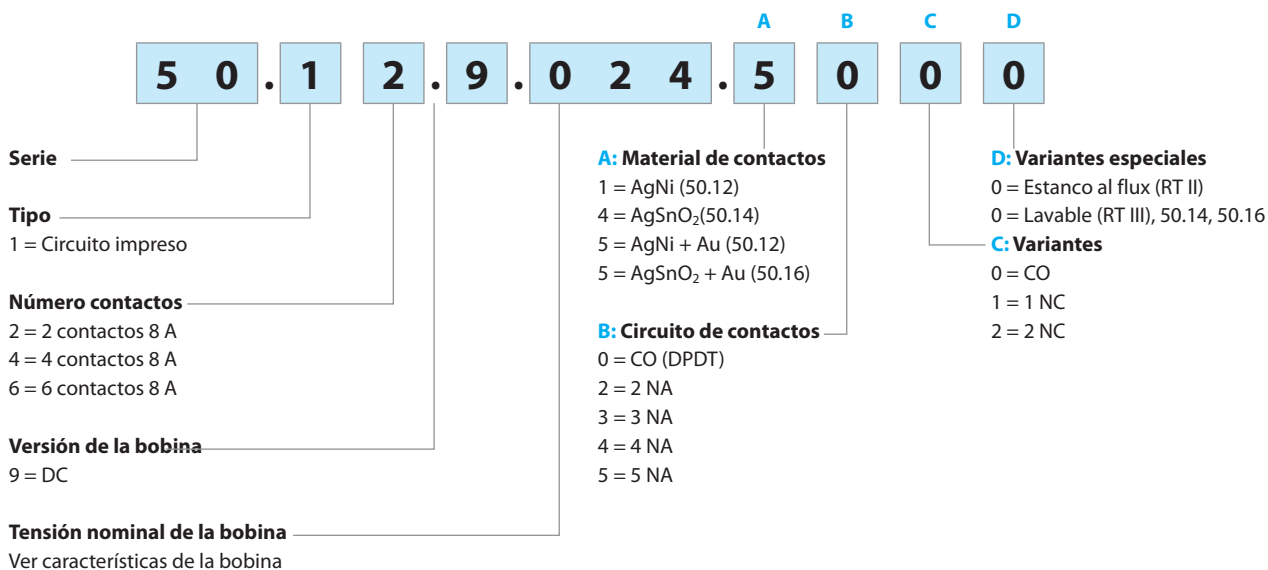 A B C D
5 0 . 1 2 . 9 . 0 2 4 . 5 0 0 0
Serie
Tipo
1 = Circuito impreso
Número contactos
2 = 2 contactos 8 A
4 = 4 contactos 8 A
6 = 6 contactos 8 A
Versión de la bobina
9 = DC
Tensión nominal de la bobina
Ver características de la bobina
A: Material de contactos
1 = AgNi (50.12)
4 = AgSnO₂(50.14)
5 = AgNi + Au (50.12)
5 = AgSnO₂ + Au (50.16)
B: Circuito de contactos
0 = CO (DPDT)
2 = 2 NA
3 = 3 NA
4 = 4 NA
5 = 5 NA
D: Variantes especiales
0 = Estanco al flux (RT II)
0 = Lavable (RT III), 50.14, 50.16
C: Variantes
0 = CO
1 = 1 NC
2 = 2 NC